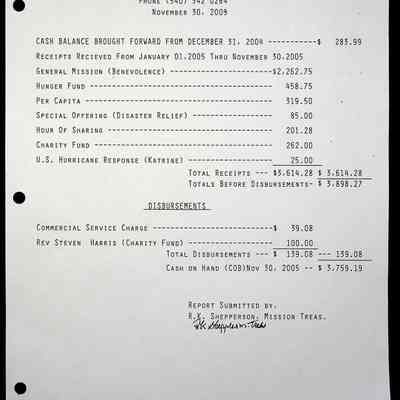 PHONE (540) 342 0264
NOVEMBER 30, 2009
CASH BALANCE BROUGHT FORWARD FROM DECEMBER 31, 2004 -----------$ 283.99
RECEIPTS RECIEVED FROM JANUARY 01,2005 THRU NOVEMBER 30,2005
GENERAL MISSION (BENEVOLENCE) -----------------------$2,262.75
HUNGER FUND ------------------------------------------- 458.75
PER CAPITA -------------------------------------------- 319.50
SPECIAL OFFERING (DISASTER RELIEF) -------------------- 85.00
HOUR OF SHARING --------------------------------------- 201.28
CHARITY FUND ------------------------------------------ 262.00
U.S. HURRICANE RESPONSE (KATRINE) --------------------- 25.00
TOTAL RECEIPTS --- $3,614.28 $ 3,614.28
TOTALS BEFORE DISBURSEMENTS- $ 3,898.27
DISBURSEMENTS
COMMERCIAL SERVICE CHARGE --------------------------$ 39.08
REV STEVEN HARRIS (CHARITY FUND) --------------------- 100.00
TOTAL DISBURSEMENTS --- $ 139.08 --- 139.08
CASH ON HAND (COB)NOV 30, 2005 -- $ 3,759.19
REPORT SUBMITTED BY.
R.K. SHEPPERSON, MISSION TREAS.
R.K. Shepperson-Treas